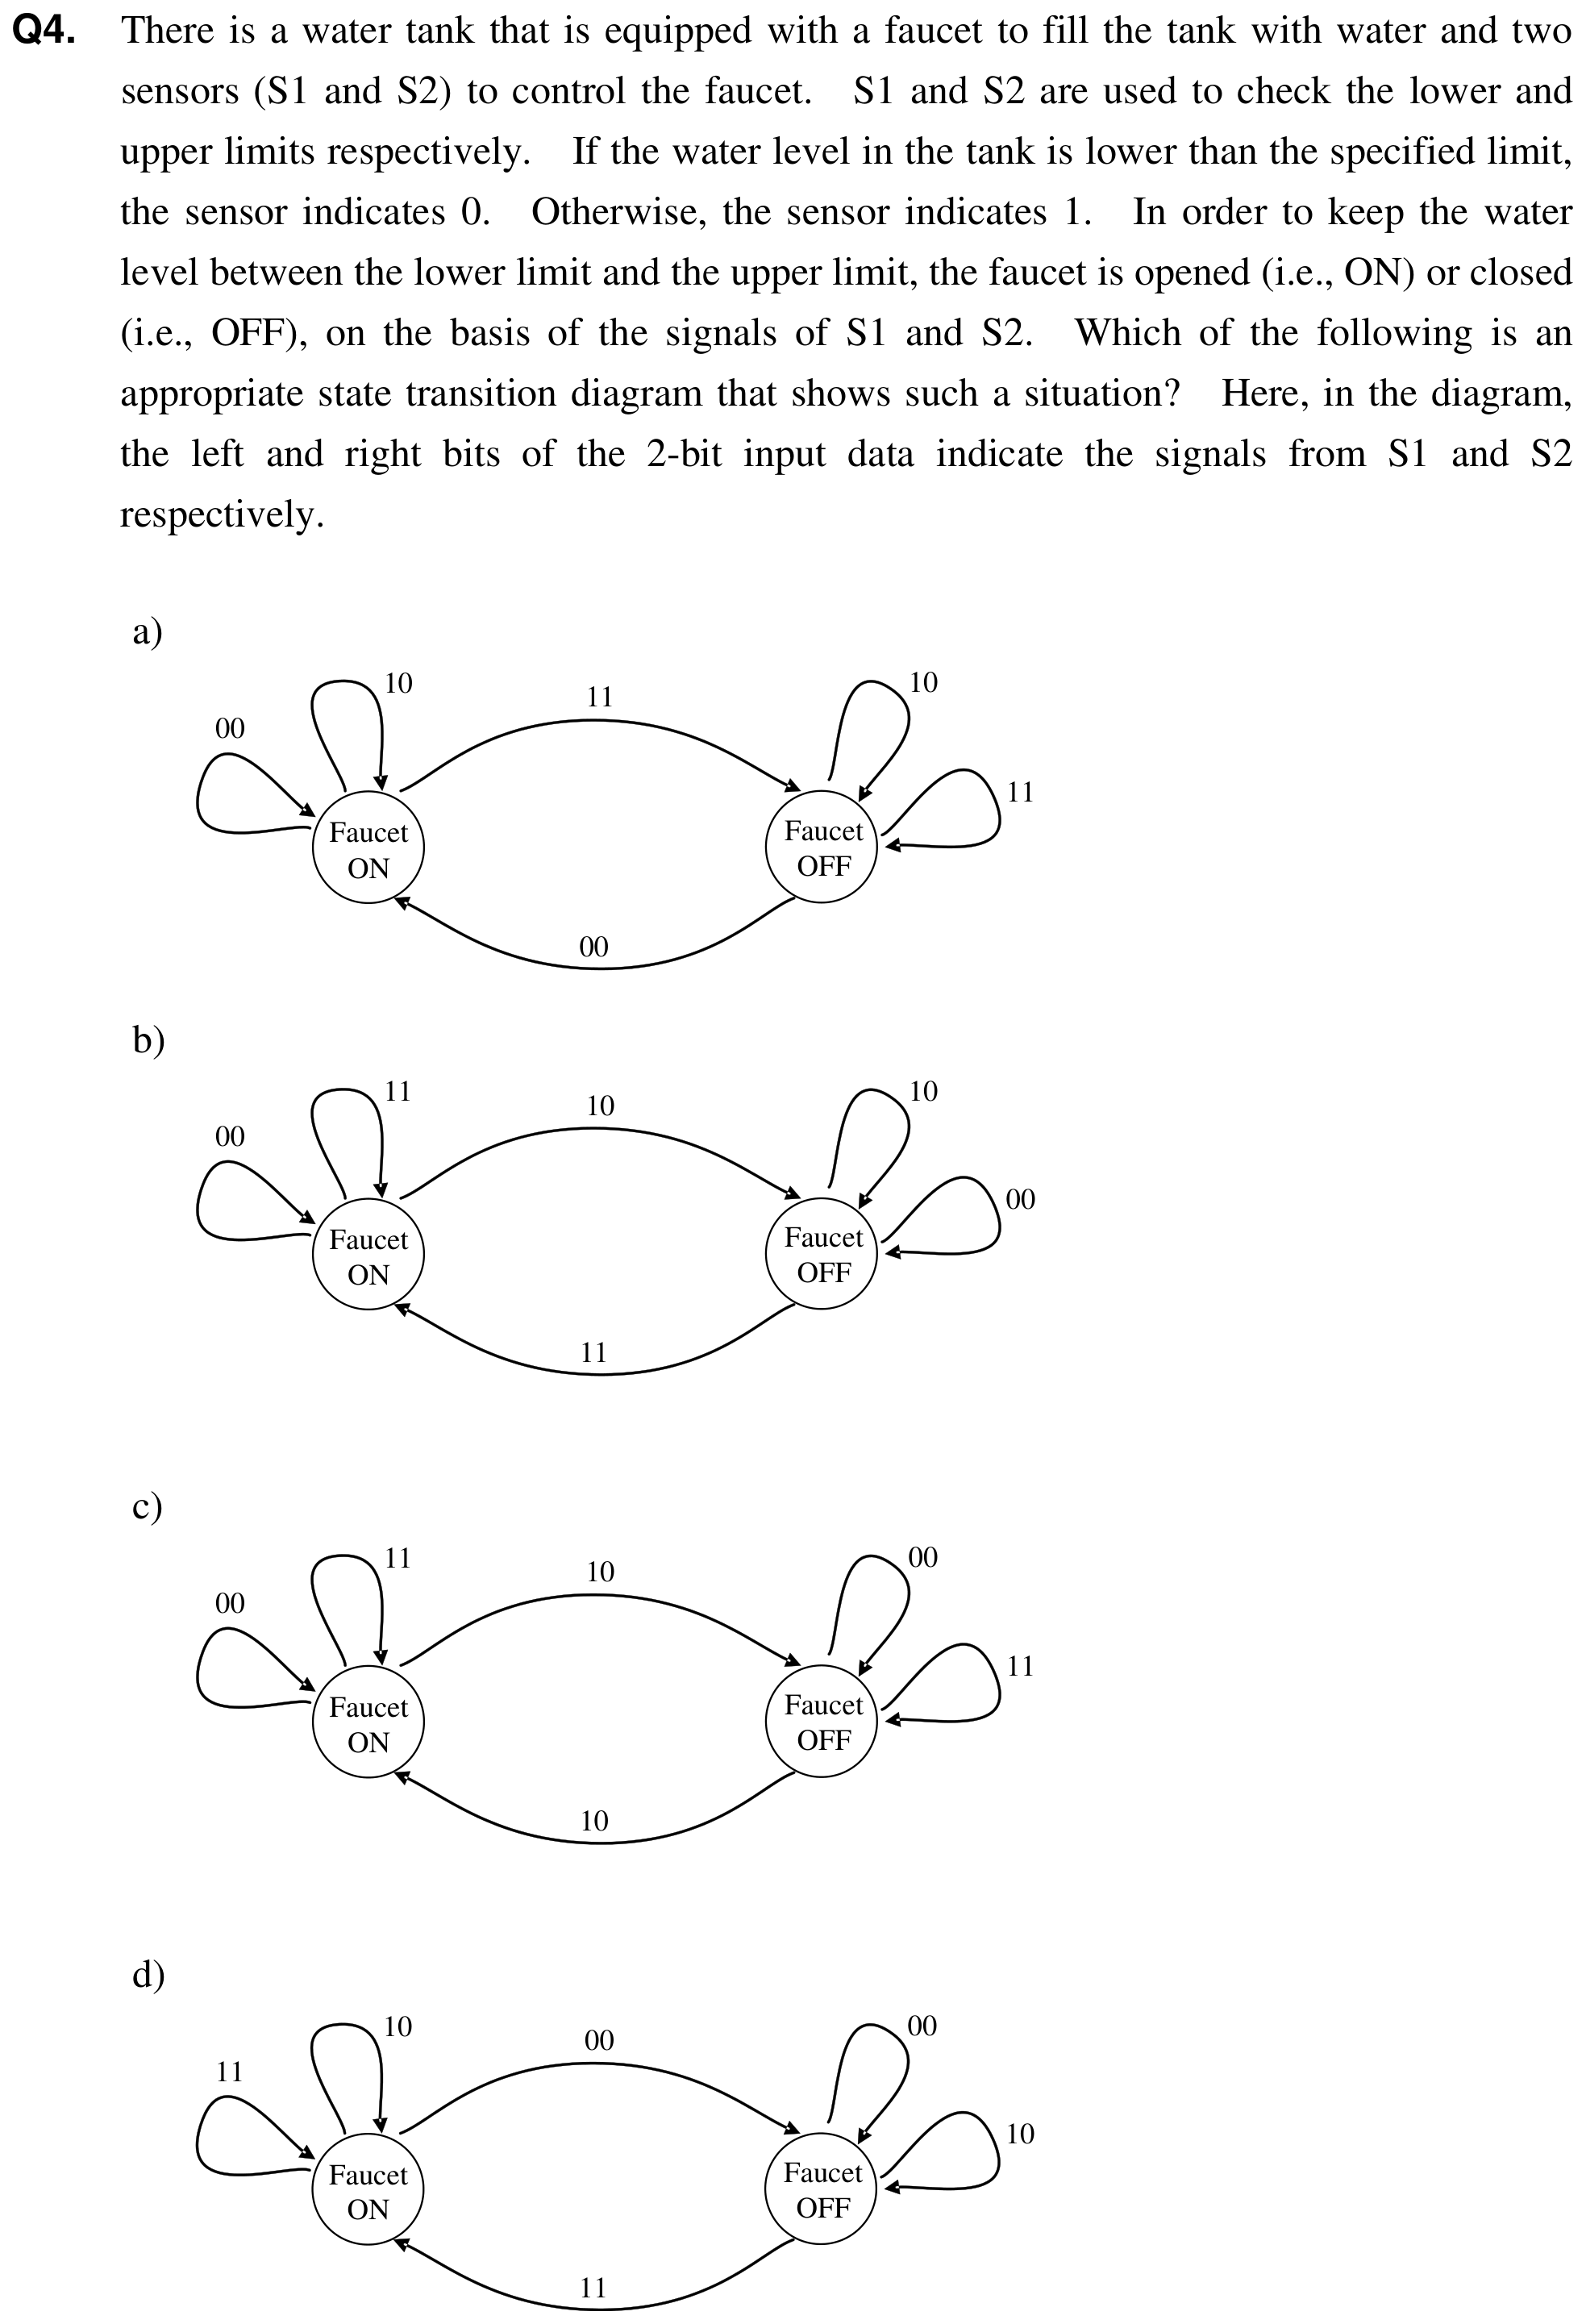 Q4. There is a water tank that is equipped with a faucet to fill the tank with water and two
sensors (S1 and S2) to control the faucet. S1 and S2 are used to check the lower and
upper limits respectively. If the water level in the tank is lower than the specified limit,
the sensor indicates 0. Otherwise, the sensor indicates 1. In order to keep the water
level between the lower limit and the upper limit, the faucet is opened (i.e., ON) or closed
(i.e., OFF), on the basis of the signals of S1 and S2. Which of the following is an
appropriate state transition diagram that shows such a situation? Here, in the diagram,
the left and right bits of the 2-bit input data indicate the signals from S1 and S2
respectively.
a)
10
11
10
00
11
Faucet
ON
Faucet
OFF
00
b)
11
10
10
00
00
Faucet
ON
Faucet
OFF
11
c)
11
10
00
00
11
Faucet
ON
Faucet
OFF
10
d)
10
00
00
11
10
Faucet
ON
Faucet
OFF
11